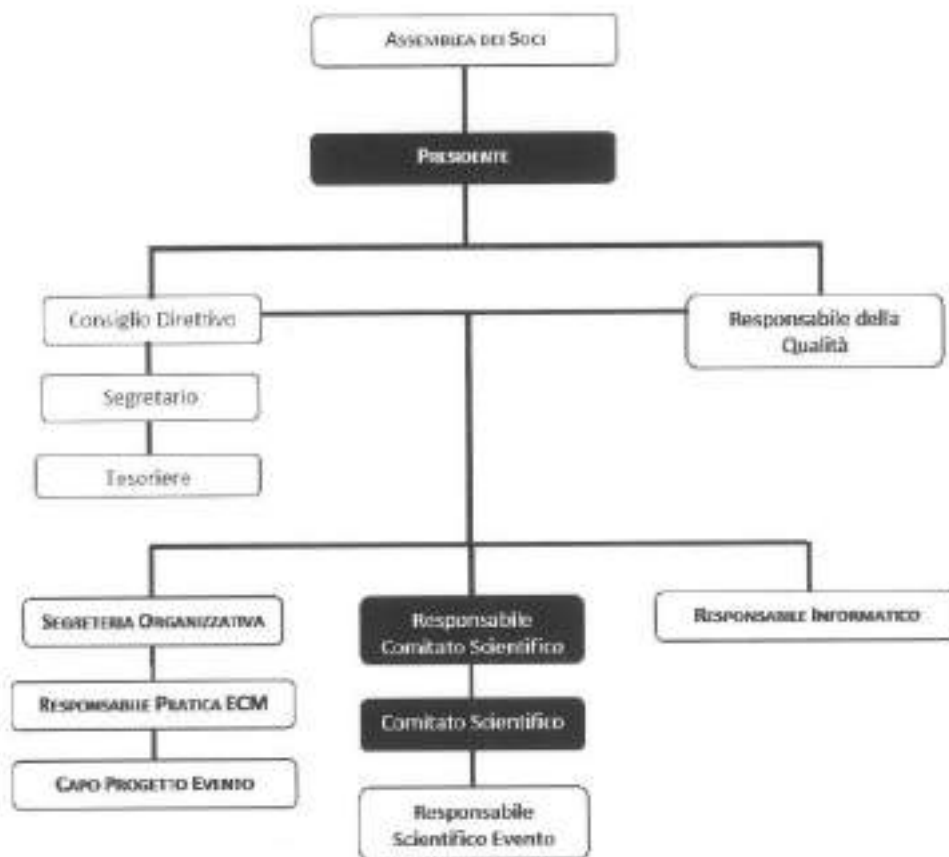 ASSEMBLEA DEI SOCI
PRESIDENTE
Consiglio Direttivo
Responsabile della
Qualità
Segretario
Tesoriere
SEGRETERIA ORGANIZZATIVA
Responsabile
Comitato Scientifico
RESPONSABILE INFORMATICO
RESPONSABILE PRATICA ECM
Comitato Scientifico
CAPO PROGETTO EVENTO
Responsabile
Scientifico Evento